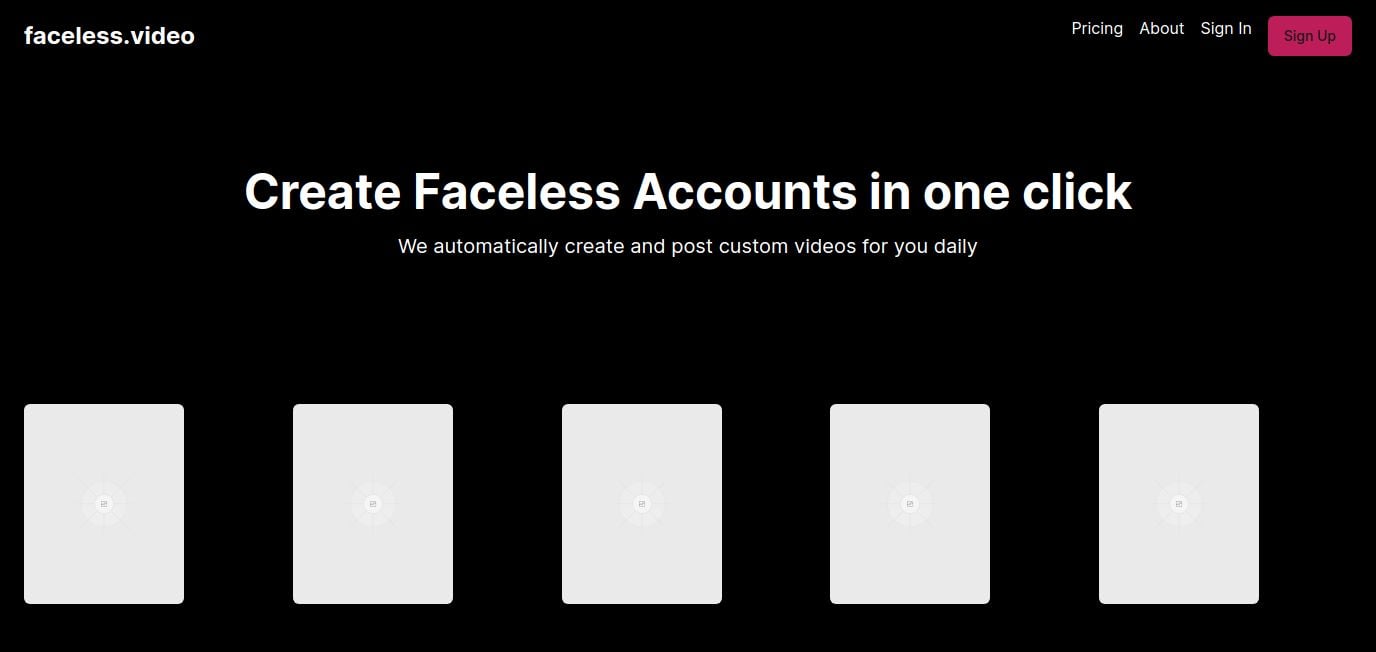 faceless.video
Pricing About Sign In Sign Up
Create Faceless Accounts in one click
We automatically create and post custom videos for you daily